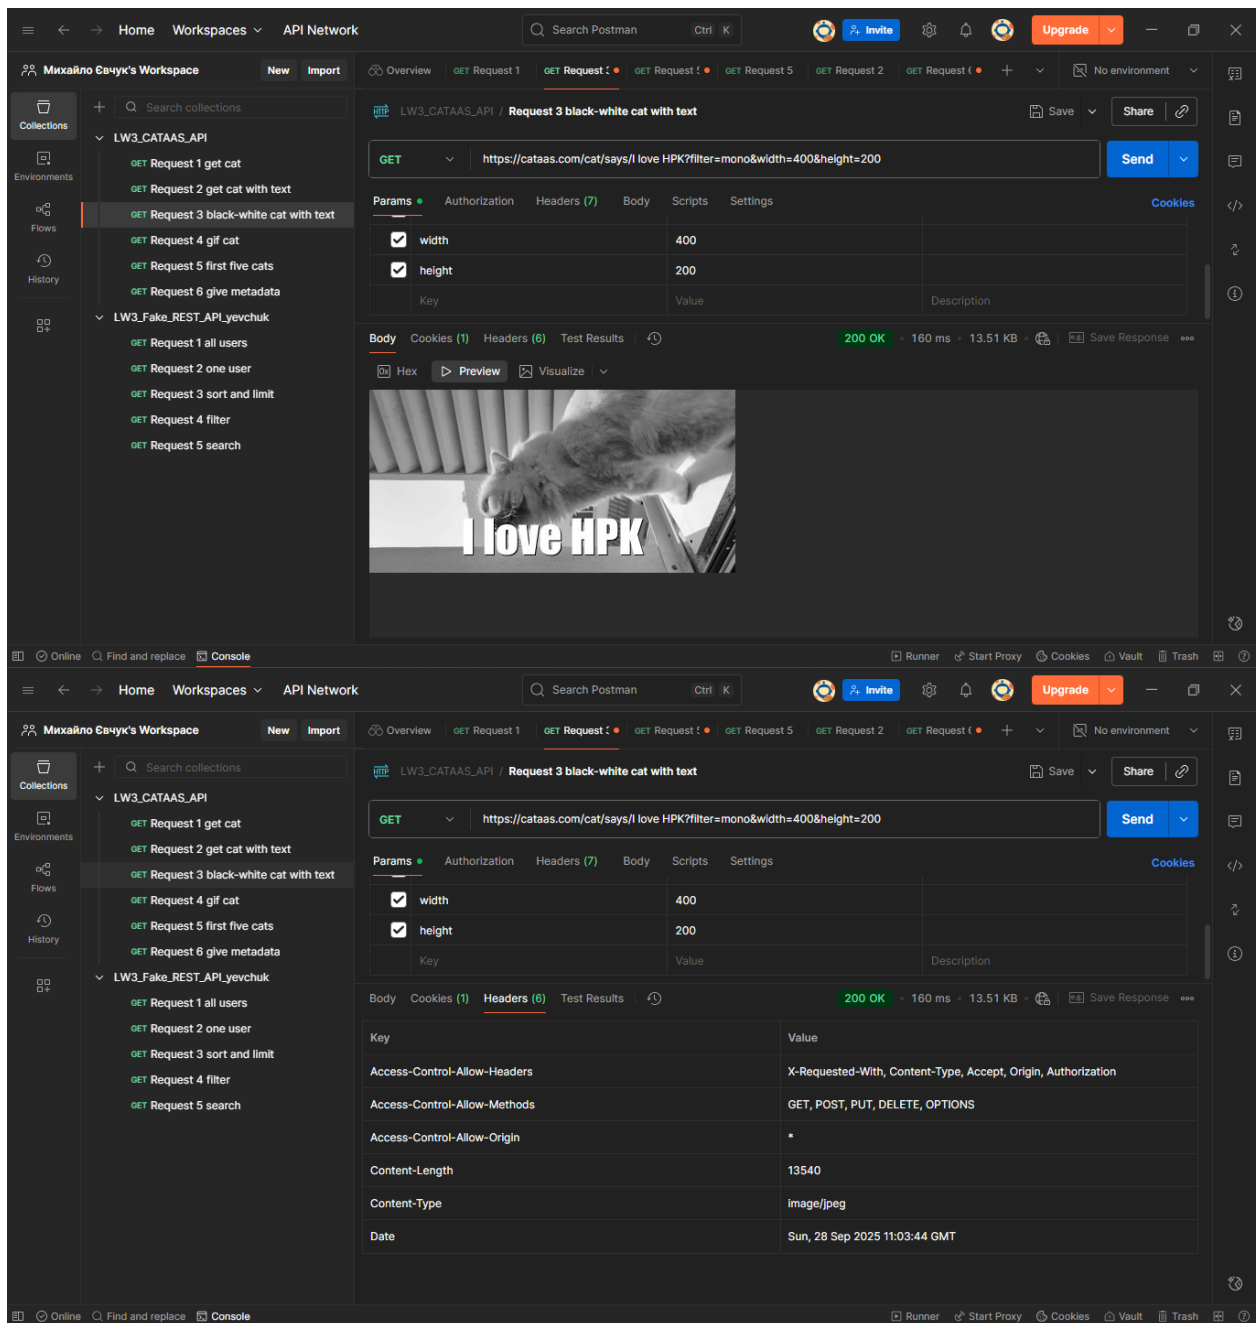 Home Workspaces API Network Search Postman Ctrl K Invite Upgrade
Михайло Євчук's Workspace New Import Overview GET Request 1 GET Request GET Request GET Request 5 GET Request 2 GET Request No environment
Collections
Environments
Flows
History
Search collections
LW3_CATAAS_API
GET Request 1 get cat
GET Request 2 get cat with text
GET Request 3 black-white cat with text
GET Request 4 gif cat
GET Request 5 first five cats
GET Request 6 give metadata
LW3_Fake_REST_API_yevchuk
GET Request 1 all users
GET Request 2 one user
GET Request 3 sort and limit
GET Request 4 filter
GET Request 5 search
HTTP LW3_CATAAS_API / Request 3 black-white cat with text Save Share
GET https://cataas.com/cat/says/I love HPK?filter=mono&width=400&height=200 Send
Params Authorization Headers (7) Body Scripts Settings Cookies
width 400
height 200
Key Value Description
Body Cookies (1) Headers (6) Test Results 200 OK 160 ms 13.51 KB Save Response
Hex Preview Visualize
I love HPK
Online Find and replace Console Runner Start Proxy Cookies Vault Trash
Home Workspaces API Network Search Postman Ctrl K Invite Upgrade
Михайло Євчук's Workspace New Import Overview GET Request 1 GET Request GET Request GET Request 5 GET Request 2 GET Request No environment
Collections
Environments
Flows
History
Search collections
LW3_CATAAS_API
GET Request 1 get cat
GET Request 2 get cat with text
GET Request 3 black-white cat with text
GET Request 4 gif cat
GET Request 5 first five cats
GET Request 6 give metadata
LW3_Fake_REST_API_yevchuk
GET Request 1 all users
GET Request 2 one user
GET Request 3 sort and limit
GET Request 4 filter
GET Request 5 search
HTTP LW3_CATAAS_API / Request 3 black-white cat with text Save Share
GET https://cataas.com/cat/says/I love HPK?filter=mono&width=400&height=200 Send
Params Authorization Headers (7) Body Scripts Settings Cookies
width 400
height 200
Key Value Description
Body Cookies (1) Headers (6) Test Results 200 OK 160 ms 13.51 KB Save Response
Key Value
Access-Control-Allow-Headers X-Requested-With, Content-Type, Accept, Origin, Authorization
Access-Control-Allow-Methods GET, POST, PUT, DELETE, OPTIONS
Access-Control-Allow-Origin *
Content-Length 13540
Content-Type image/jpeg
Date Sun, 28 Sep 2025 11:03:44 GMT
Online Find and replace Console Runner Start Proxy Cookies Vault Trash